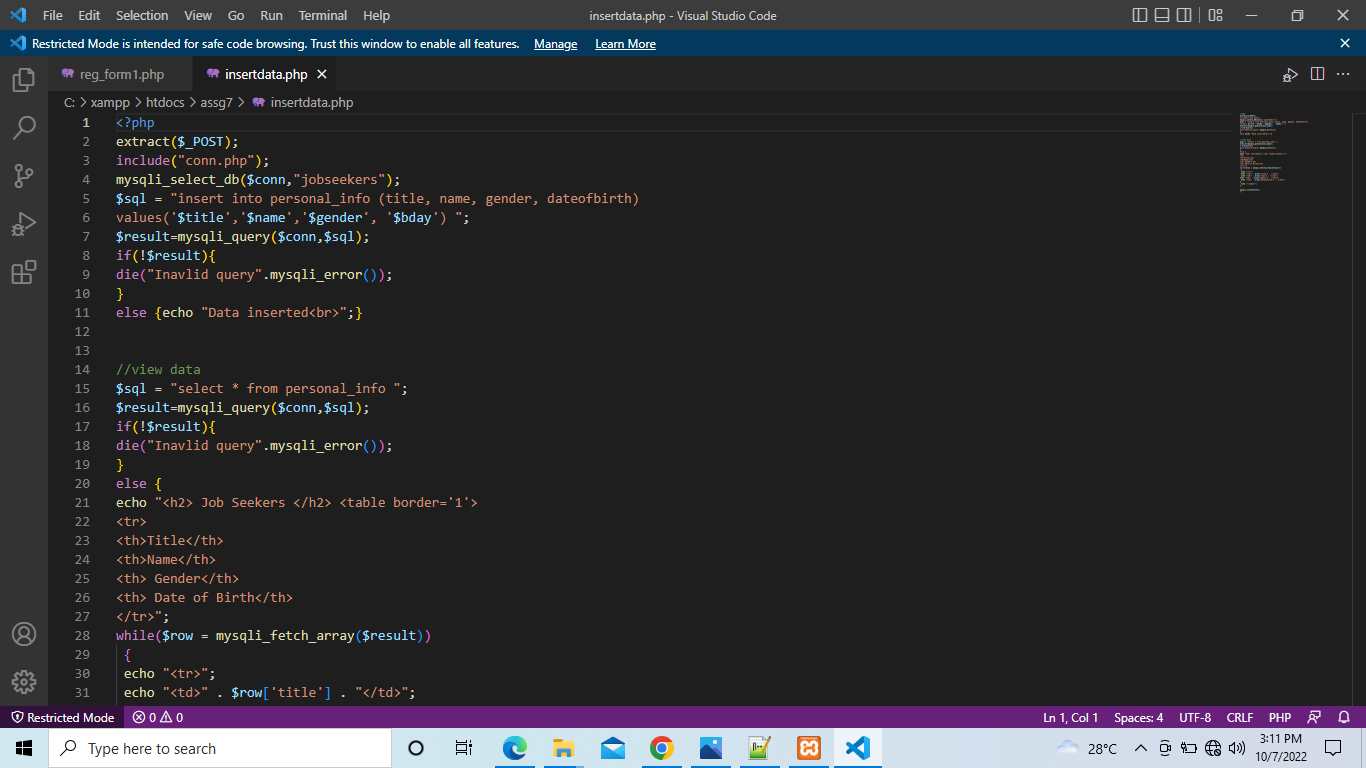 File Edit Selection View Go Run Terminal Help insertdata.php - Visual Studio Code
Restricted Mode is intended for safe code browsing. Trust this window to enable all features. Manage Learn More
reg_form1.php insertdata.php
C: > xampp > htdocs > assg7 > insertdata.php
1 <?php
2 extract($_POST);
3 include("conn.php");
4 mysqli_select_db($conn,"jobseekers");
5 $sql = "insert into personal_info (title, name, gender, dateofbirth)
6 values('$title','$name','$gender', '$bday') ";
7 $result=mysqli_query($conn,$sql);
8 if(!$result){
9 die("Inavlid query".mysqli_error());
10 }
11 else {echo "Data inserted<br>";}
12
13
14 //view data
15 $sql = "select * from personal_info ";
16 $result=mysqli_query($conn,$sql);
17 if(!$result){
18 die("Inavlid query".mysqli_error());
19 }
20 else {
21 echo "<h2> Job Seekers </h2> <table border='1'>
22 <tr>
23 <th>Title</th>
24 <th>Name</th>
25 <th> Gender</th>
26 <th> Date of Birth</th>
27 </tr>";
28 while($row = mysqli_fetch_array($result))
29 {
30 echo "<tr>";
31 echo "<td>" . $row['title'] . "</td>";
Restricted Mode 0 0 Ln 1, Col 1 Spaces: 4 UTF-8 CRLF PHP
Type here to search 28°C 3:11 PM
10/7/2022